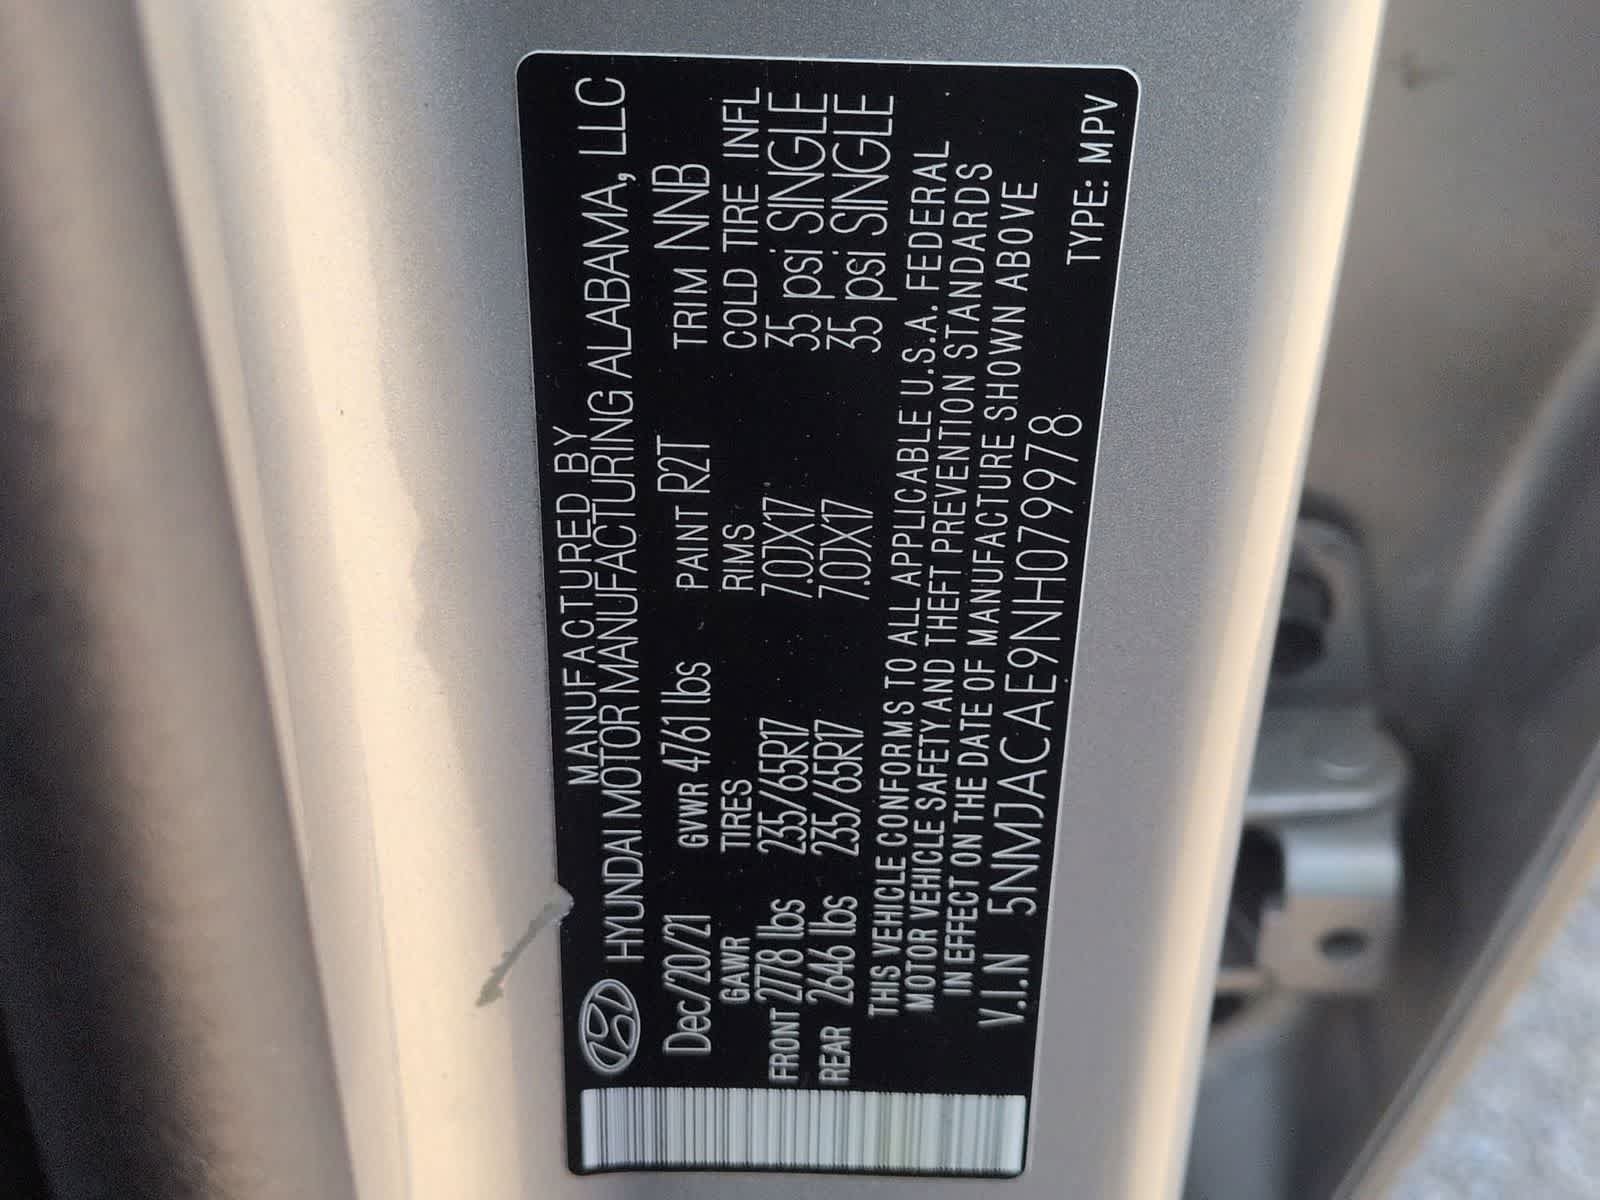 MANUFACTURED BY
HYUNDAI MOTOR MANUFACTURING ALABAMA, LLC
Dec/20/21 GVWR 4761 lbs PAINT R2T TRIM NNB
GAWR TIRES RIMS COLD TIRE INFL
FRONT 2778 lbs 235/65R17 7.0JX17 35 psi SINGLE
REAR 2646 lbs 235/65R17 7.0JX17 35 psi SINGLE
THIS VEHICLE CONFORMS TO ALL APPLICABLE U.S.A. FEDERAL
MOTOR VEHICLE SAFETY AND THEFT PREVENTION STANDARDS
IN EFFECT ON THE DATE OF MANUFACTURE SHOWN ABOVE
V.I.N 5NMJACAE9NH079978 TYPE: MPV